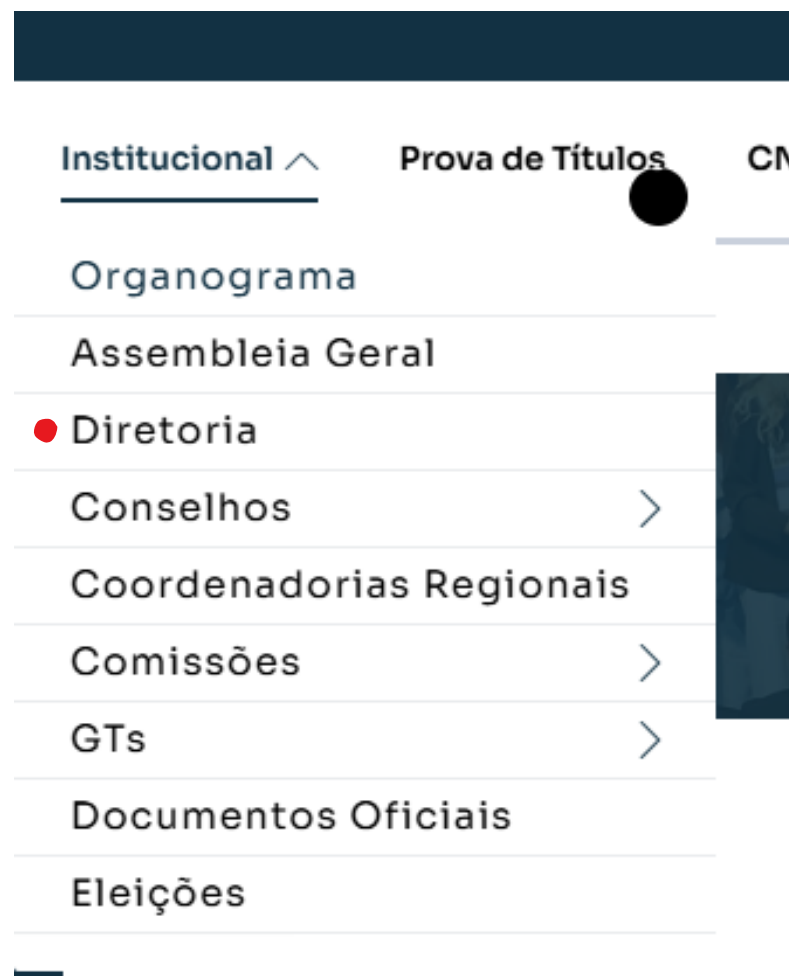 Institucional Prova de Títulos
Organograma
Assembleia Geral
Diretoria
Conselhos
Coordenadorias Regionais
Comissões
GTs
Documentos Oficiais
Eleições